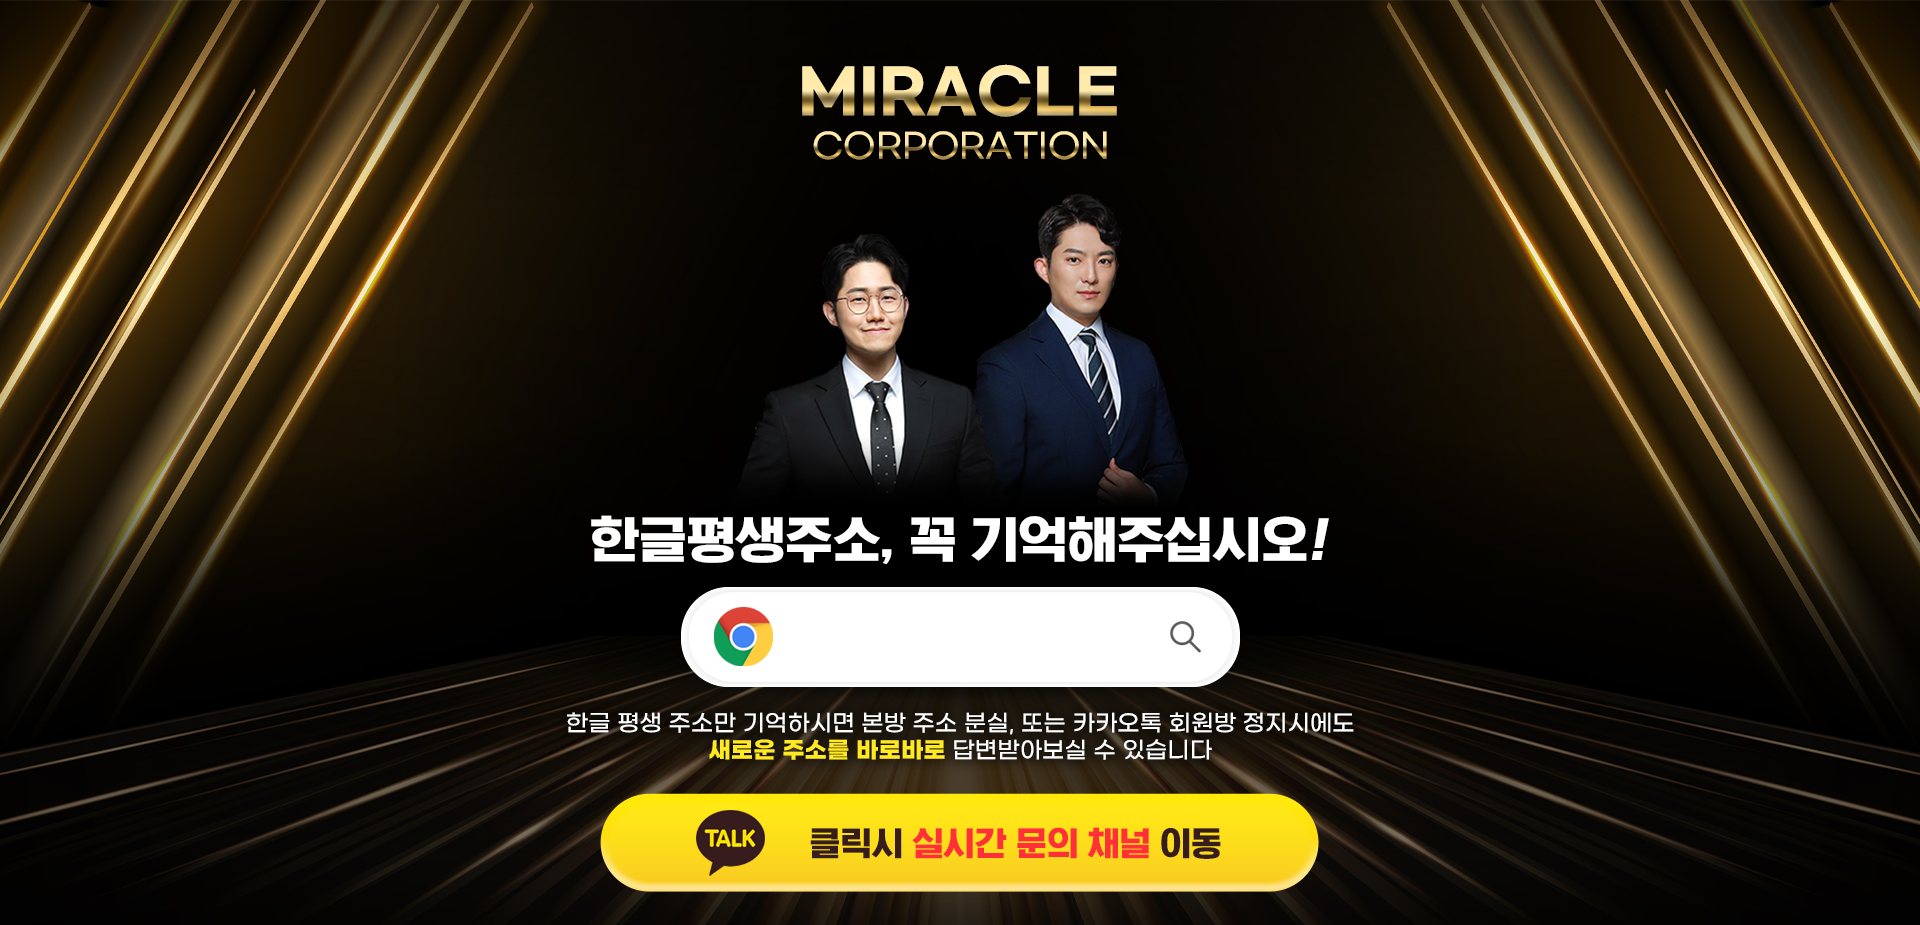 MIRACLE
CORPORATION
한글평생주소, 꼭 기억해주십시오!
한글 평생 주소만 기억하시면 본방 주소 분실, 또는 카카오톡 회원방 정지시에도
새로운 주소를 바로바로 답변받아보실 수 있습니다
TALK 클릭시 실시간 문의 채널 이동